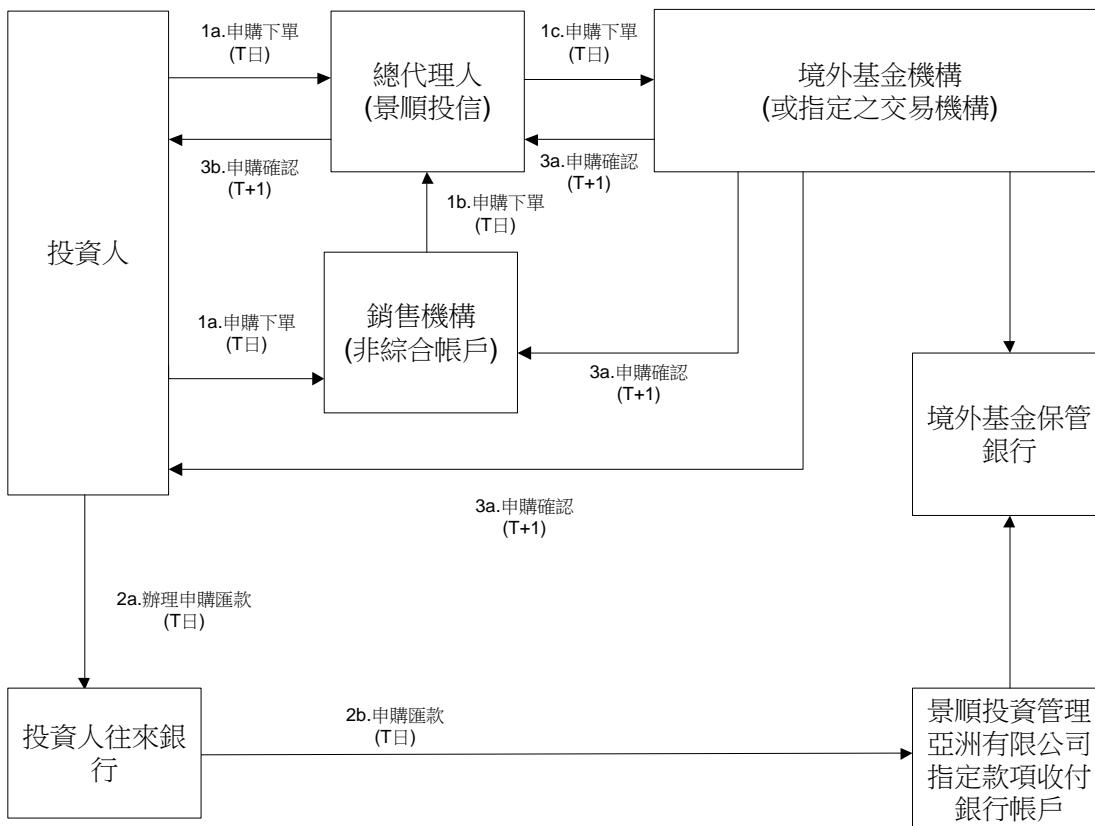 1a.申購下單
(T日)
1c.申購下單
(T日)
總代理人
(景順投信)
境外基金機構
(或指定之交易機構)
3b.申購確認
(T+1)
3a.申購確認
(T+1)
1b.申購下單
(T日)
投資人
銷售機構
(非綜合帳戶)
1a.申購下單
(T日)
3a.申購確認
(T+1)
境外基金保管
銀行
3a.申購確認
(T+1)
2a.辦理申購匯款
(T日)
投資人往來銀
行
2b.申購匯款
(T日)
景順投資管理
亞洲有限公司
指定款項收付
銀行帳戶